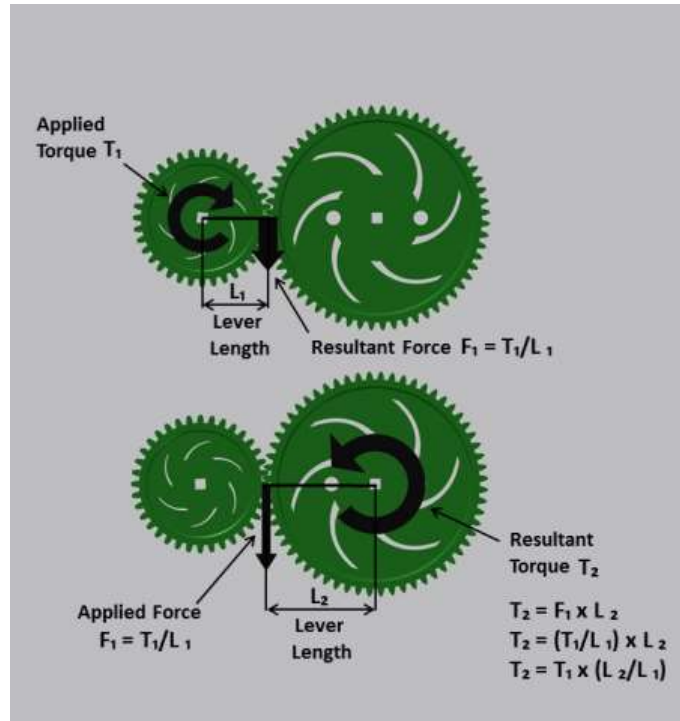 Applied
Torque T₁
L₁
Lever
Length
Resultant Force F₁ = T₁/L₁
Resultant
Torque T₂
Applied Force
F₁ = T₁/L₁
L₂
Lever
Length
T₂ = F₁ x L₂
T₂ = (T₁/L₁) x L₂
T₂ = T₁ x (L₂/L₁)